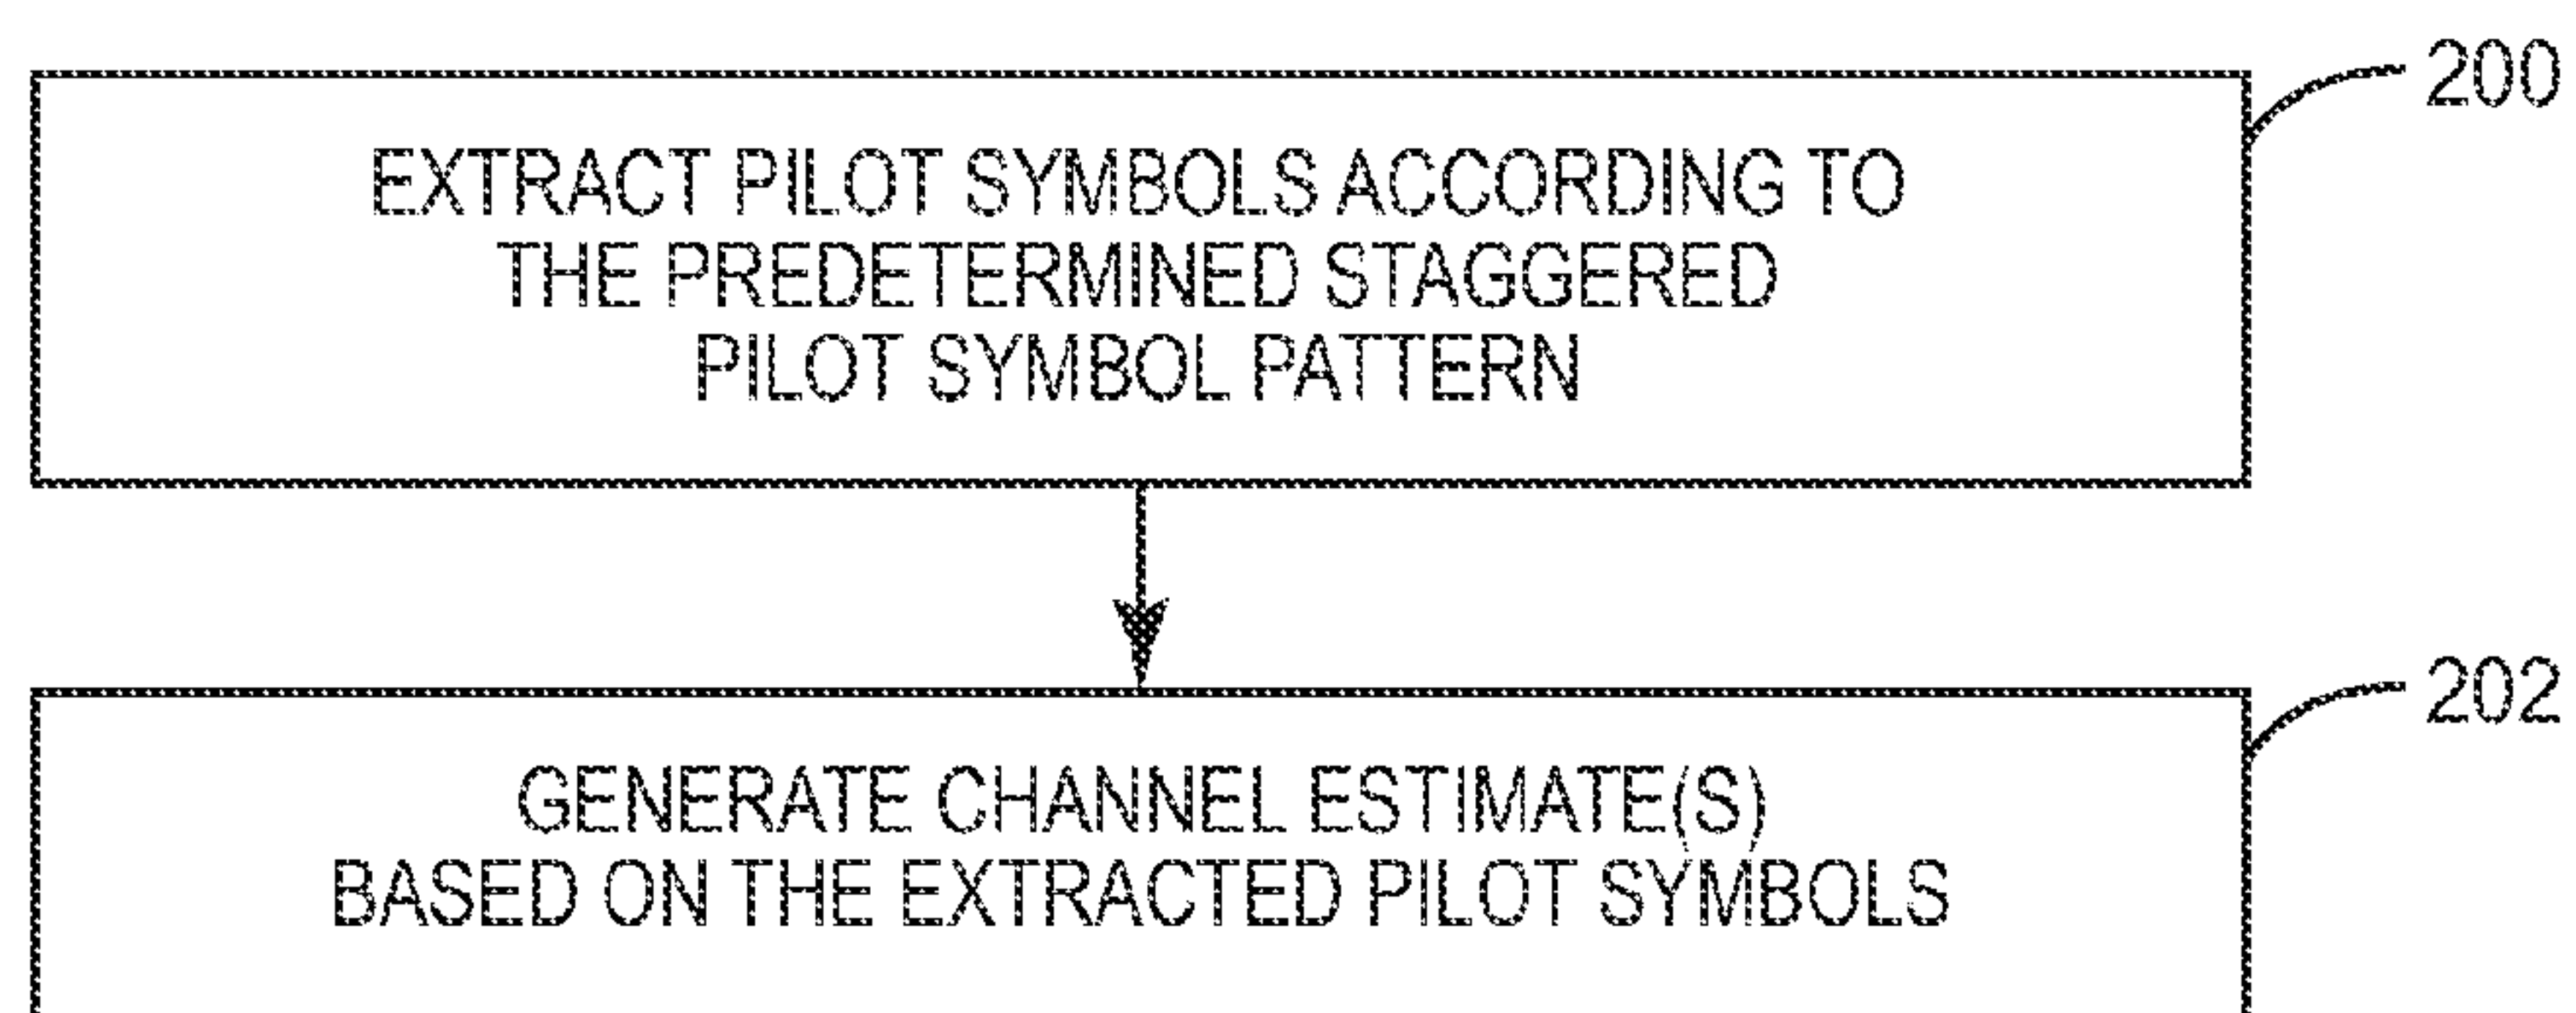 200
EXTRACT PILOT SYMBOLS ACCORDING TO
THE PREDETERMINED STAGGERED
PILOT SYMBOL PATTERN
202
GENERATE CHANNEL ESTIMATE(S)
BASED ON THE EXTRACTED PILOT SYMBOLS